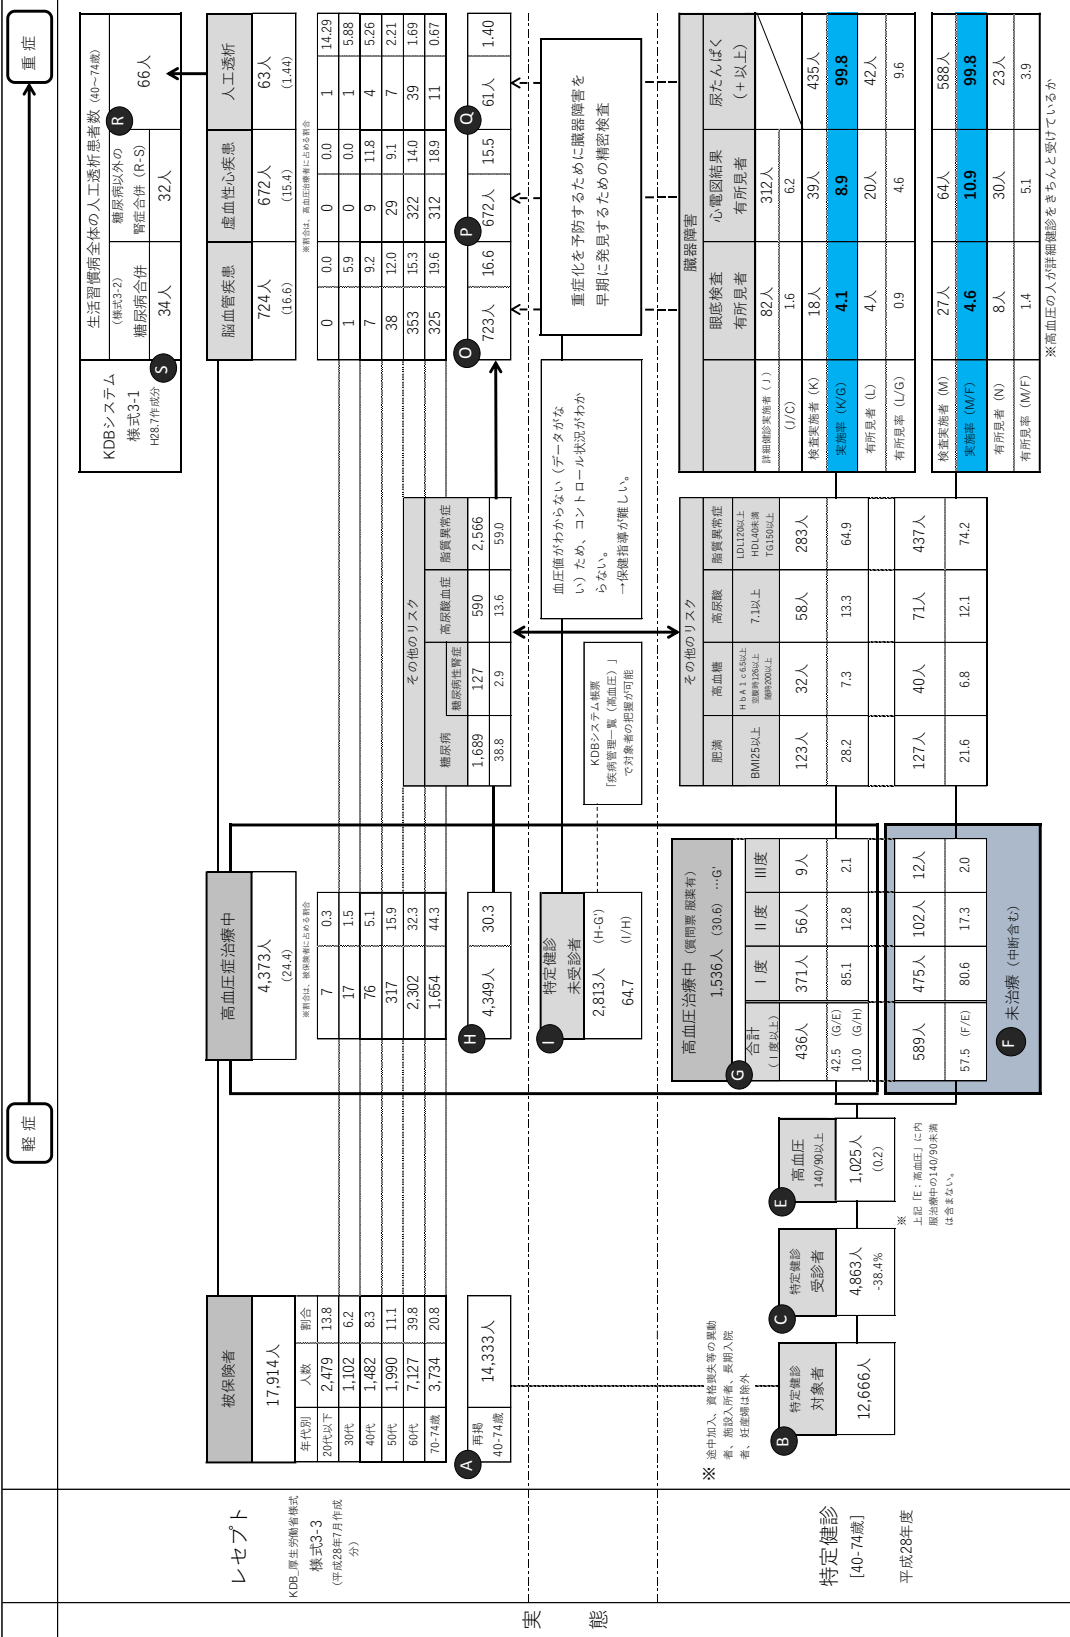 軽症
重症
実態
レセプト
KDB_厚生労働省様式
様式3-3
(平成28年7月作成
分)
被保険者
17,914人
年代別 人数 割合
20代以下 2,479 13.8
30代 1,102 6.2
40代 1,482 8.3
50代 1,990 11.1
60代 7,127 39.8
70-74歳 3,734 20.8
A
再掲
40-74歳
14,333人
高血圧症治療中
4,373人
(24.4)
※割合は、被保険者に占める割合
7 0.3
17 1.5
76 5.1
317 15.9
2,302 32.3
1,654 44.3
H
4,349人 30.3
その他のリスク
糖尿病 糖尿病性腎症 高尿酸血症 脂質異常症
1,689 127 590 2,566
38.8 2.9 13.6 59.0
KDBシステム
様式3-1
H28.7作成分
生活習慣病全体の人工透析患者数(40~74歳)
(様式3-2)
糖尿病合併
糖尿病以外の
腎症合併(R-S)
R
S
34人 32人 66人
脳血管疾患 虚血性心疾患 人工透析
724人 672人 63人
(16.6) (15.4) (1.44)
※割合は、高血圧治療者に占める割合
0 0.0 0 0.0 1 14.29
1 5.9 0 0.0 1 5.88
7 9.2 9 11.8 4 5.26
38 12.0 29 9.1 7 2.21
353 15.3 322 14.0 39 1.69
325 19.6 312 18.9 11 0.67
O P Q
723人 16.6 672人 15.5 61人 1.40
I
特定健診
未受診者
2,813人 (H-G')
64.7 (I/H)
KDBシステム帳票
「疾病管理一覧(高血圧)」
で対象者の把握が可能
血圧値がわからない(データがな
い)ため、コントロール状況がわか
らない。
→保健指導が難しい。
重症化を予防するために臓器障害を
早期に発見するための精密検査
特定健診
[40-74歳]
平成28年度
※ 途中加入、資格喪失等の異動
者、施設入所者、長期入院
者、妊産婦は除外
B
特定健診
対象者
12,666人
C
特定健診
受診者
4,863人
-38.4%
E
高血圧
140/90以上
1,025人
(0.2)
※
上記「E:高血圧」に内
服治療中の140/90未満
は含まない。
高血圧治療中(質問票 服薬有)
1,536人 (30.6) …G'
G
合計
(Ⅰ度以上)
Ⅰ度 Ⅱ度 Ⅲ度
436人 371人 56人 9人
42.5 (G/E) 85.1 12.8 2.1
10.0 (G/H)
589人 475人 102人 12人
57.5 (F/E) 80.6 17.3 2.0
F 未治療(中断含む)
その他のリスク
肥満 高血糖 高尿酸 脂質異常症
BMI25以上
HbA1c6.5以上
空腹時126以上
随時200以上
7.1以上
LDL120以上
HDL40未満
TG150以上
123人 32人 58人 283人
28.2 7.3 13.3 64.9
127人 40人 71人 437人
21.6 6.8 12.1 74.2
臓器障害
眼底検査
有所見者
心電図結果
有所見者
尿たんぱく
(+以上)
詳細健診実施者(J) 82人 312人
(J/C) 1.6 6.2
検査実施者(K) 18人 39人 435人
実施率(K/G) 4.1 8.9 99.8
有所見者(L) 4人 20人 42人
有所見率(L/G) 0.9 4.6 9.6
検査実施者(M) 27人 64人 588人
実施率(M/F) 4.6 10.9 99.8
有所見者(N) 8人 30人 23人
有所見率(M/F) 1.4 5.1 3.9
※高血圧の人が詳細健診をきちんと受けているか